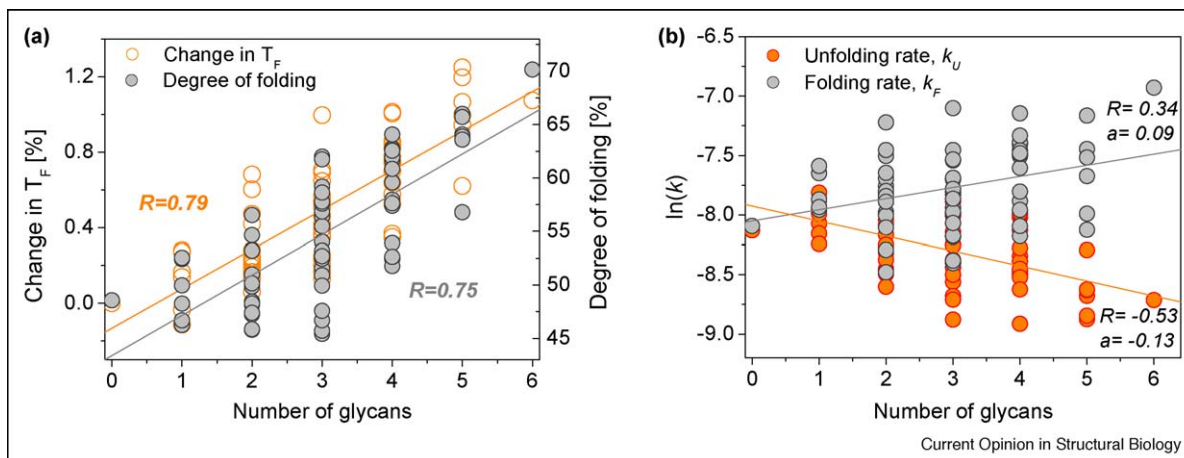 (a)
Change in T_F
Degree of folding
Change in T_F [%]
1.2
0.8
0.4
0.0
R=0.79
R=0.75
70
65
60
55
50
45
Degree of folding [%]
0 1 2 3 4 5 6
Number of glycans
(b)
Unfolding rate, k_U
Folding rate, k_F
ln(k)
-6.5
-7.0
-7.5
-8.0
-8.5
-9.0
R= 0.34
a= 0.09
R= -0.53
a= -0.13
0 1 2 3 4 5 6
Number of glycans
Current Opinion in Structural Biology